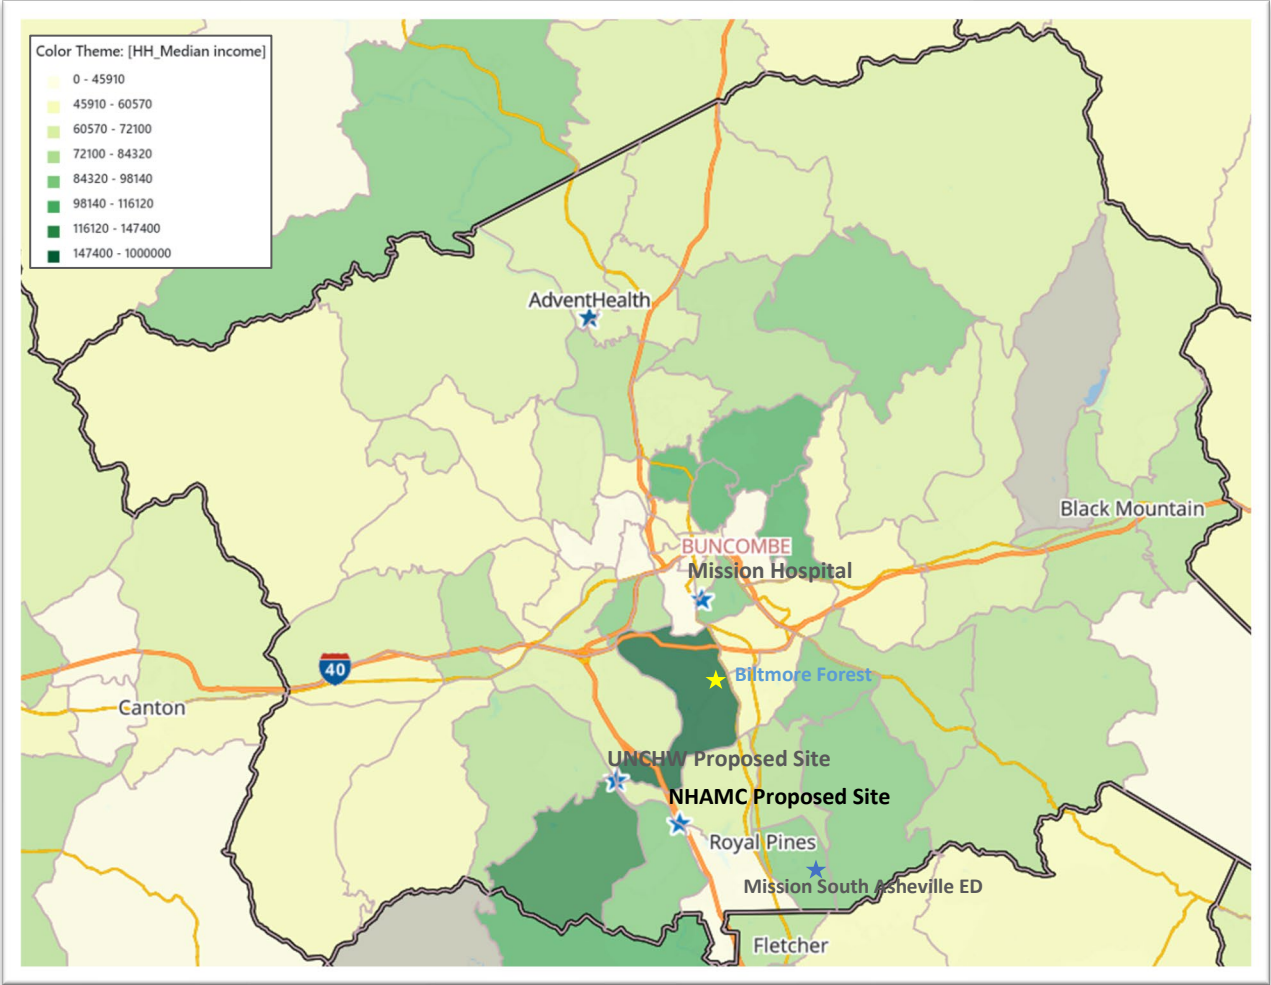 Color Theme: [HH_Median income]
0 - 45910
45910 - 60570
60570 - 72100
72100 - 84320
84320 - 98140
98140 - 116120
116120 - 147400
147400 - 1000000
AdventHealth
Black Mountain
BUNCOMBE
Mission Hospital
40
Biltmore Forest
Canton
UNCHW Proposed Site
NHAMC Proposed Site
Royal Pines
Mission South Asheville ED
Fletcher